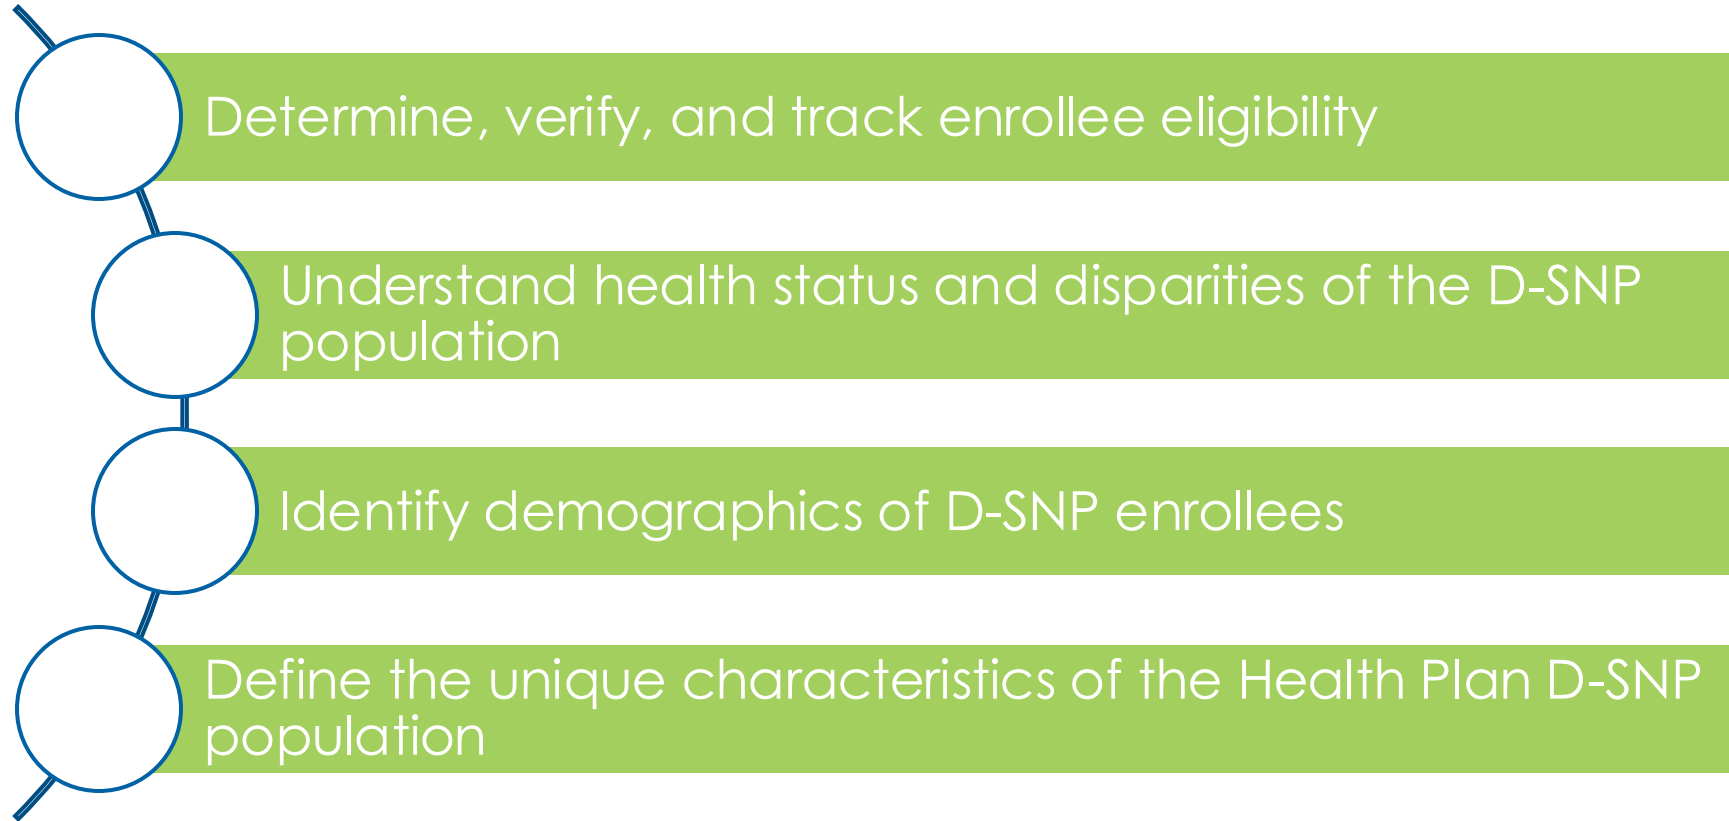 Determine, verify, and track enrollee eligibility
Understand health status and disparities of the D-SNP
population
Identify demographics of D-SNP enrollees
Define the unique characteristics of the Health Plan D-SNP
population